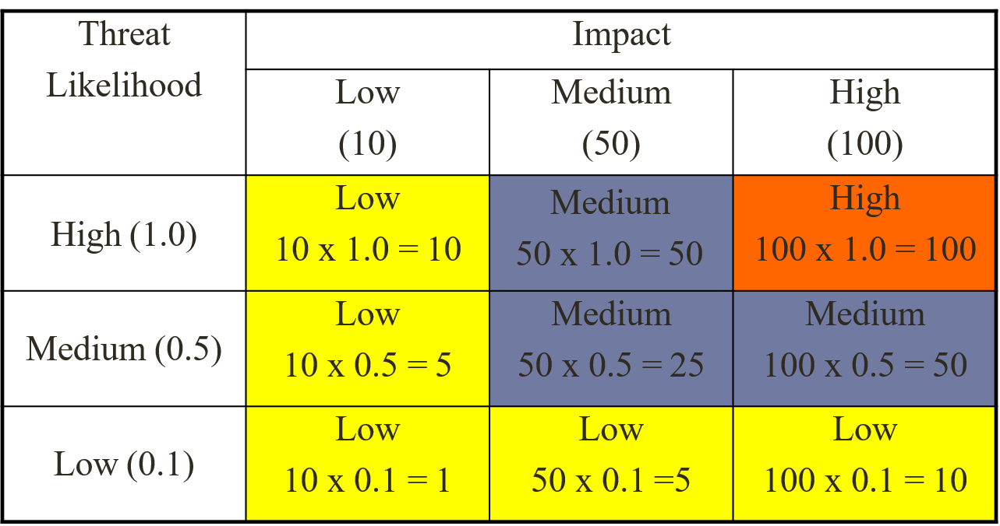 Threat
Likelihood
Impact
Low
(10)
Medium
(50)
High
(100)
High (1.0)
Low
10 x 1.0 = 10
Medium
50 x 1.0 = 50
High
100 x 1.0 = 100
Medium (0.5)
Low
10 x 0.5 = 5
Medium
50 x 0.5 = 25
Medium
100 x 0.5 = 50
Low (0.1)
Low
10 x 0.1 = 1
Low
50 x 0.1 =5
Low
100 x 0.1 = 10